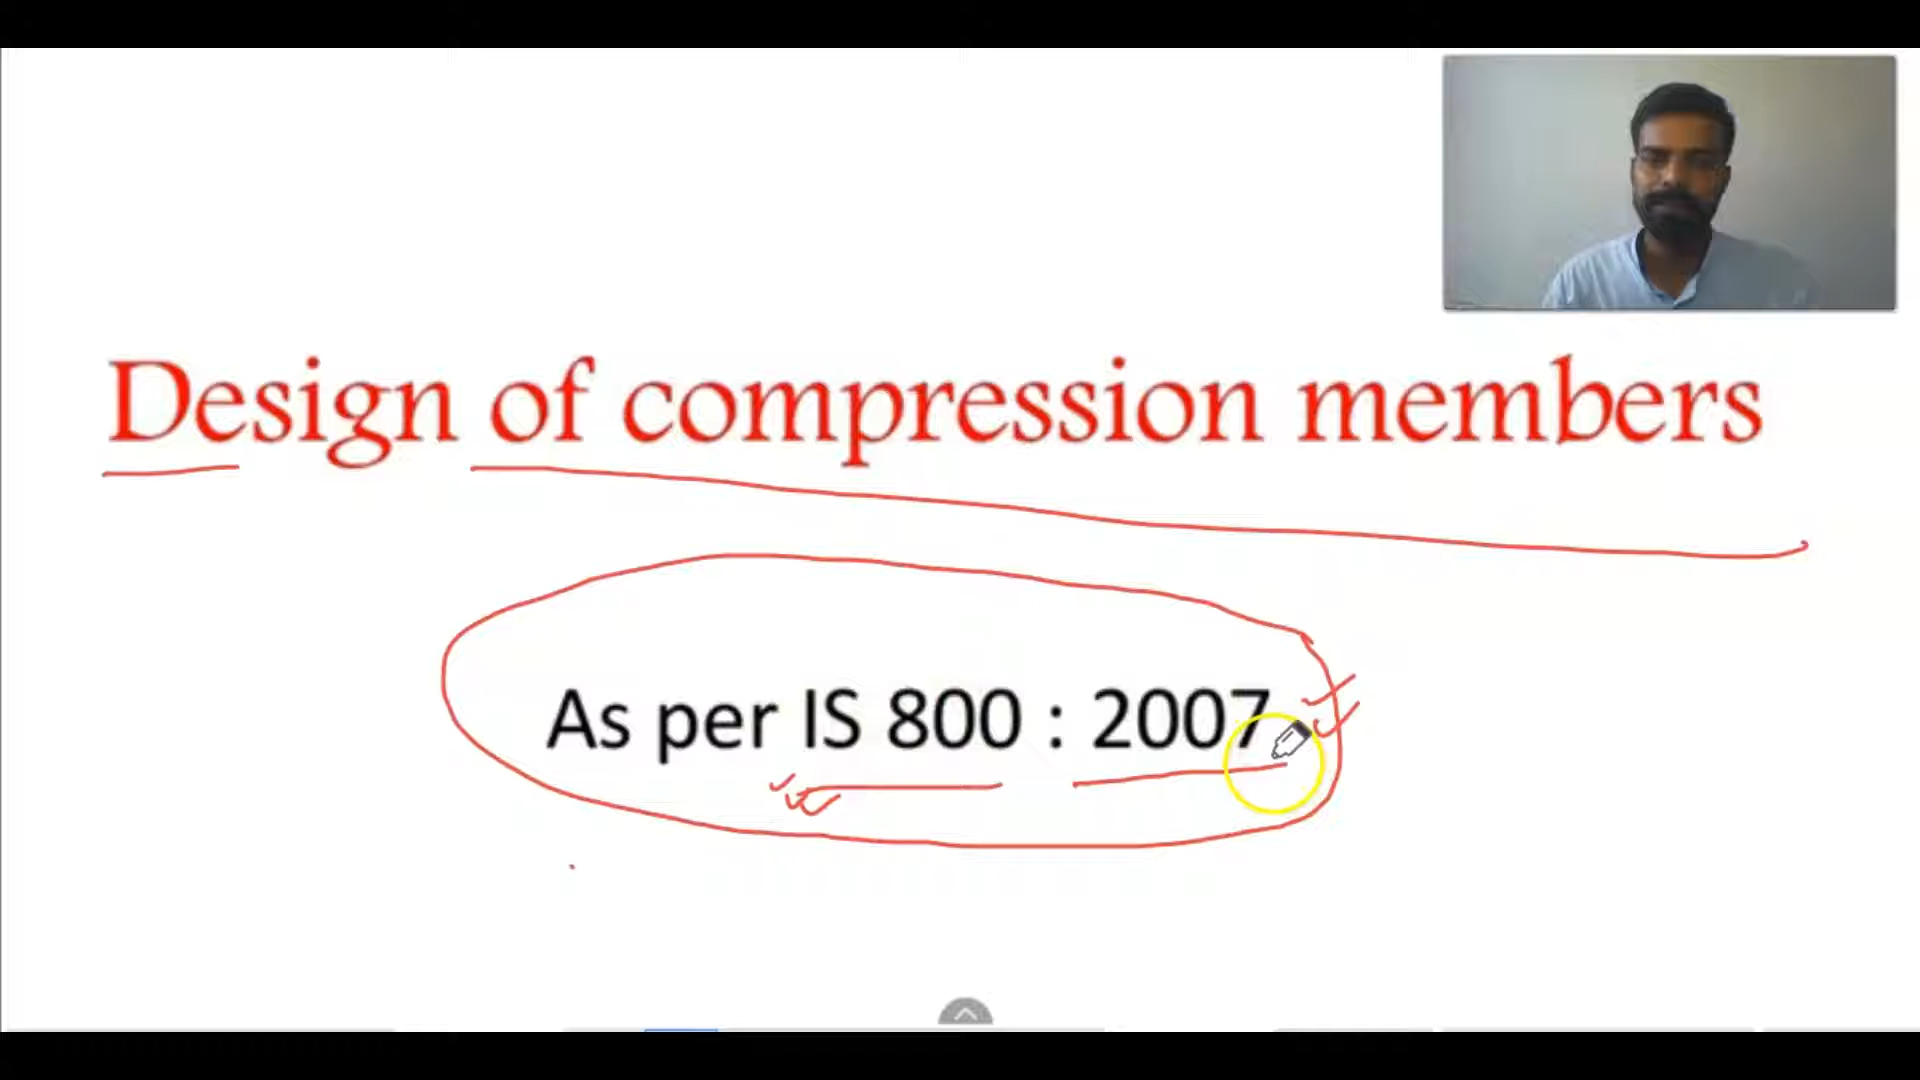 Design of compression members
As per IS 800 : 2007